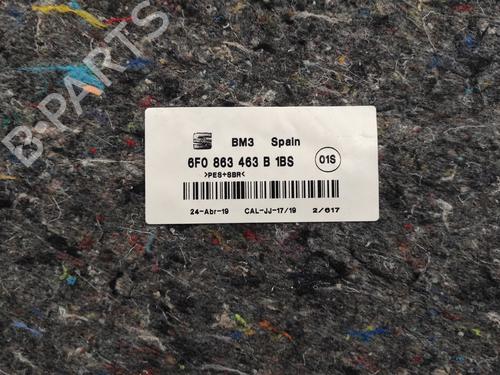 B-PARTS
BM3 Spain
6F0 863 463 B 1BS
01S
>PES+SBR<
24-Abr-19 CAL-JJ-17/19 2/617